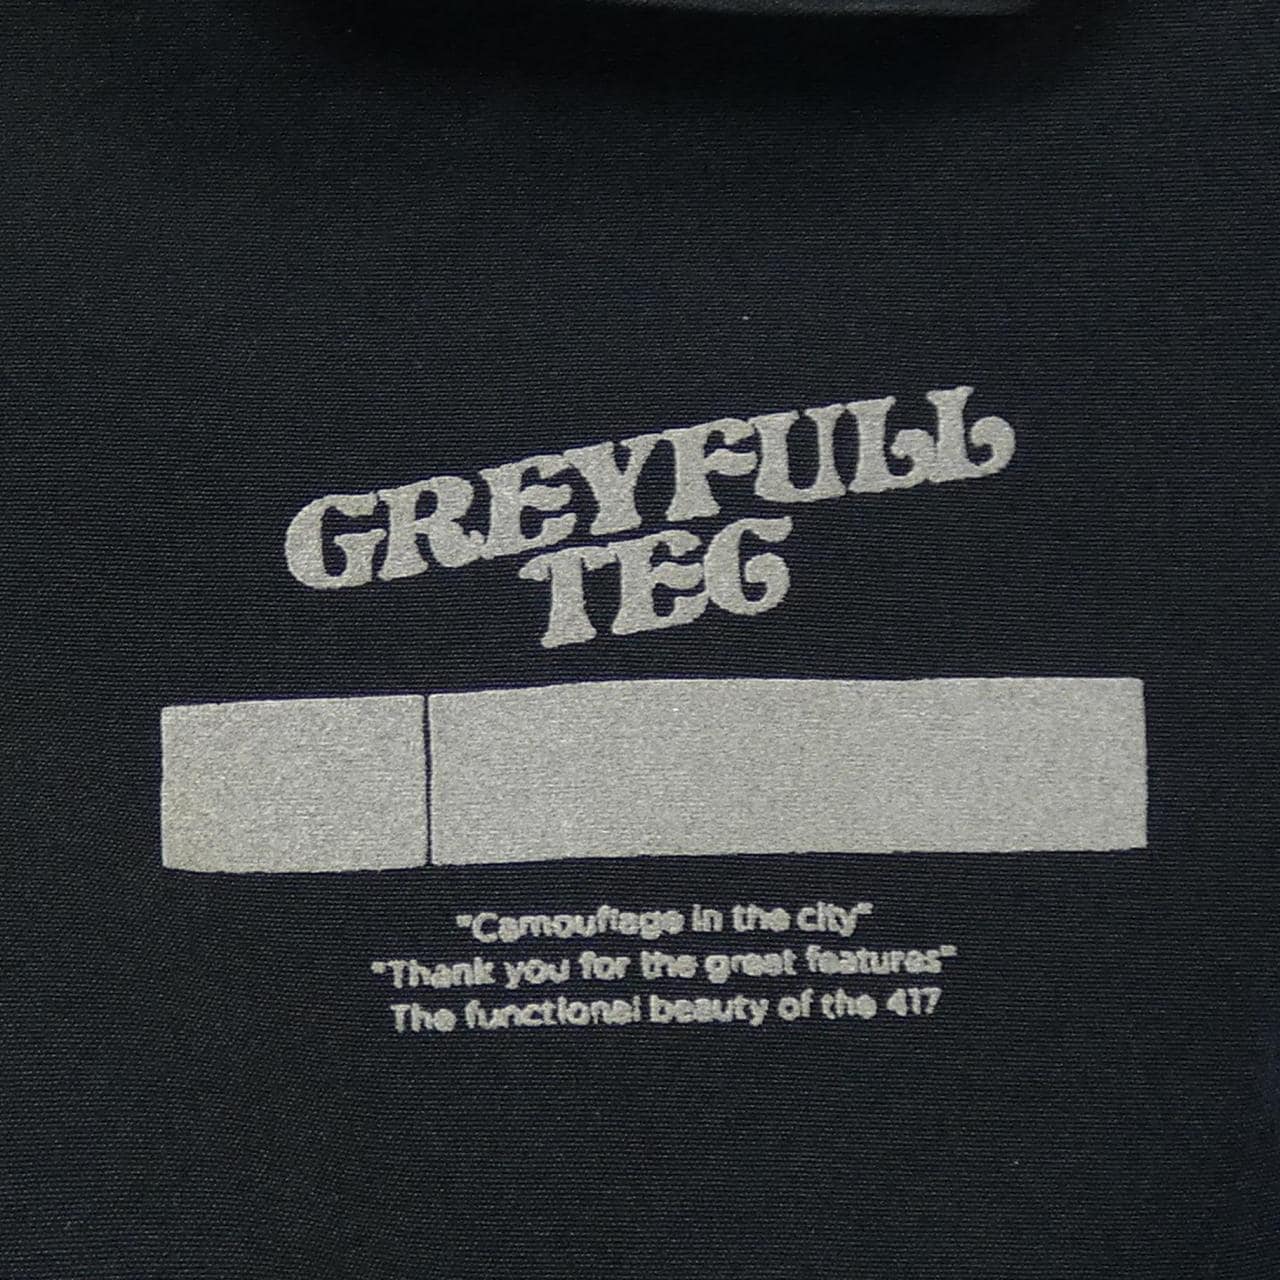 GREYFULL
TEG
"Camouflage in the city"
"Thank you for the great features"
The functional beauty of the 417